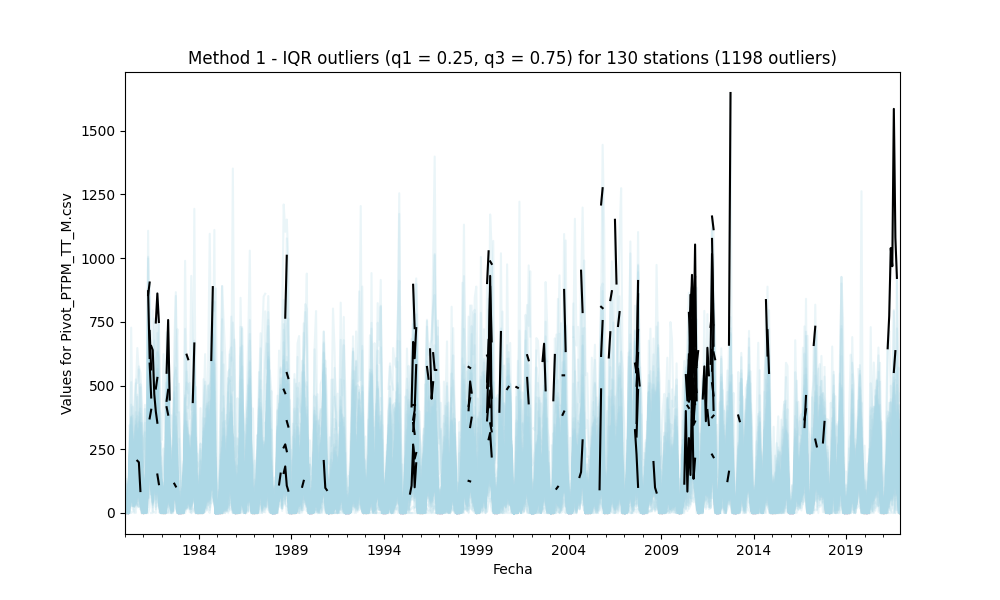 Method 1 - IQR outliers (q1 = 0.25, q3 = 0.75) for 130 stations (1198 outliers)
Values for Pivot_PTPM_TT_M.csv
1500
1250
1000
750
500
250
0
1984 1989 1994 1999 2004 2009 2014 2019
Fecha